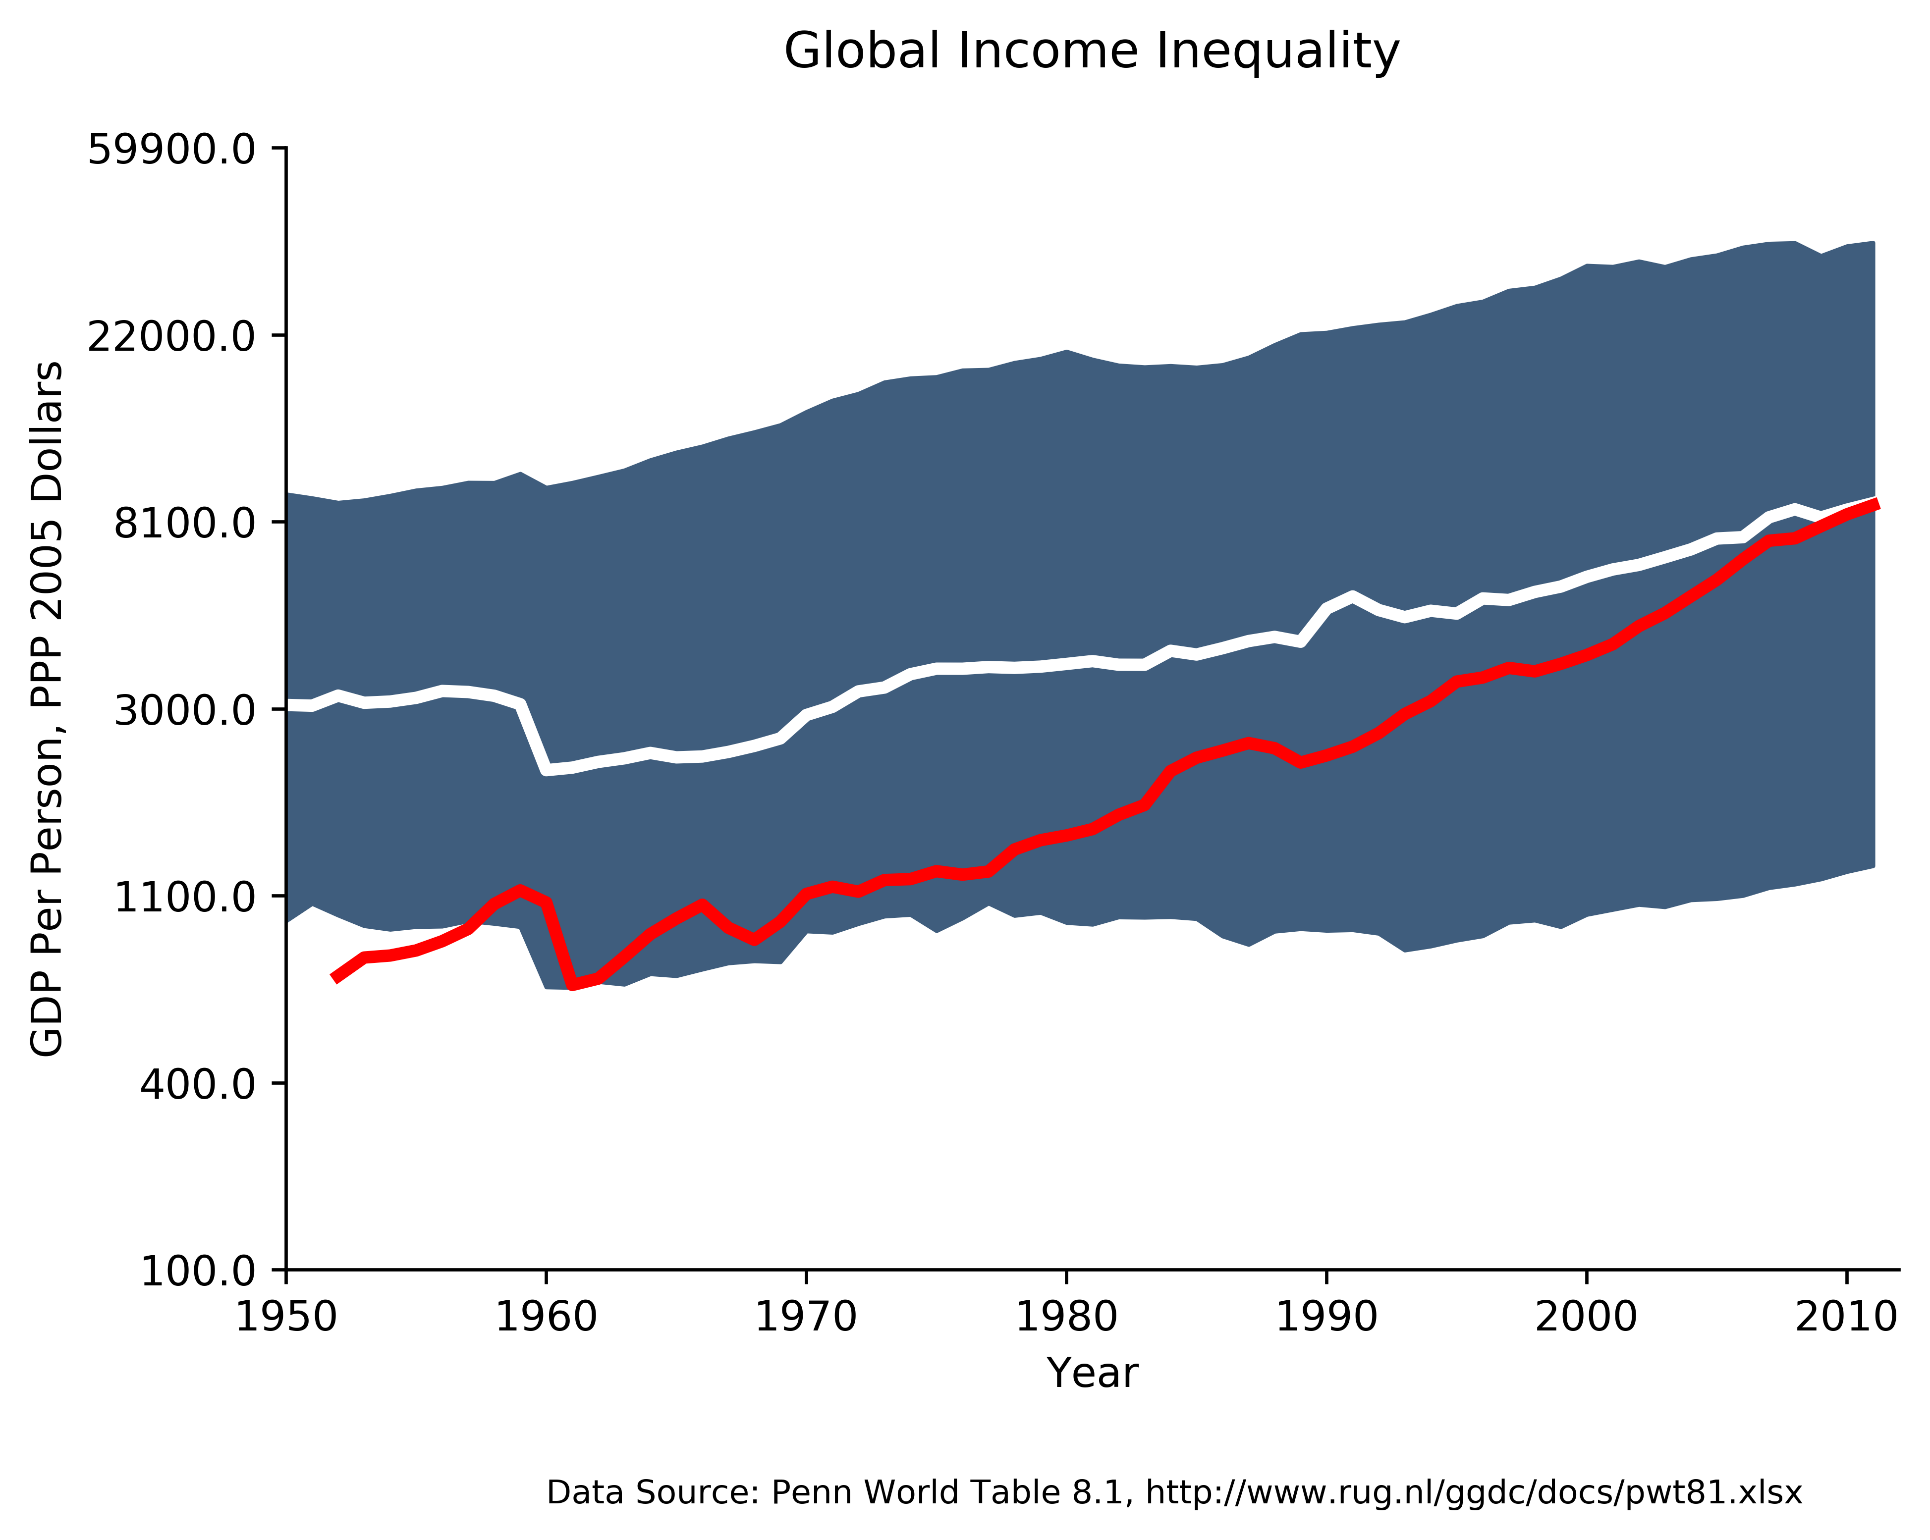 Global Income Inequality
59900.0
22000.0
8100.0
3000.0
1100.0
400.0
100.0
GDP Per Person, PPP 2005 Dollars
1950 1960 1970 1980 1990 2000 2010
Year
Data Source: Penn World Table 8.1, http://www.rug.nl/ggdc/docs/pwt81.xlsx